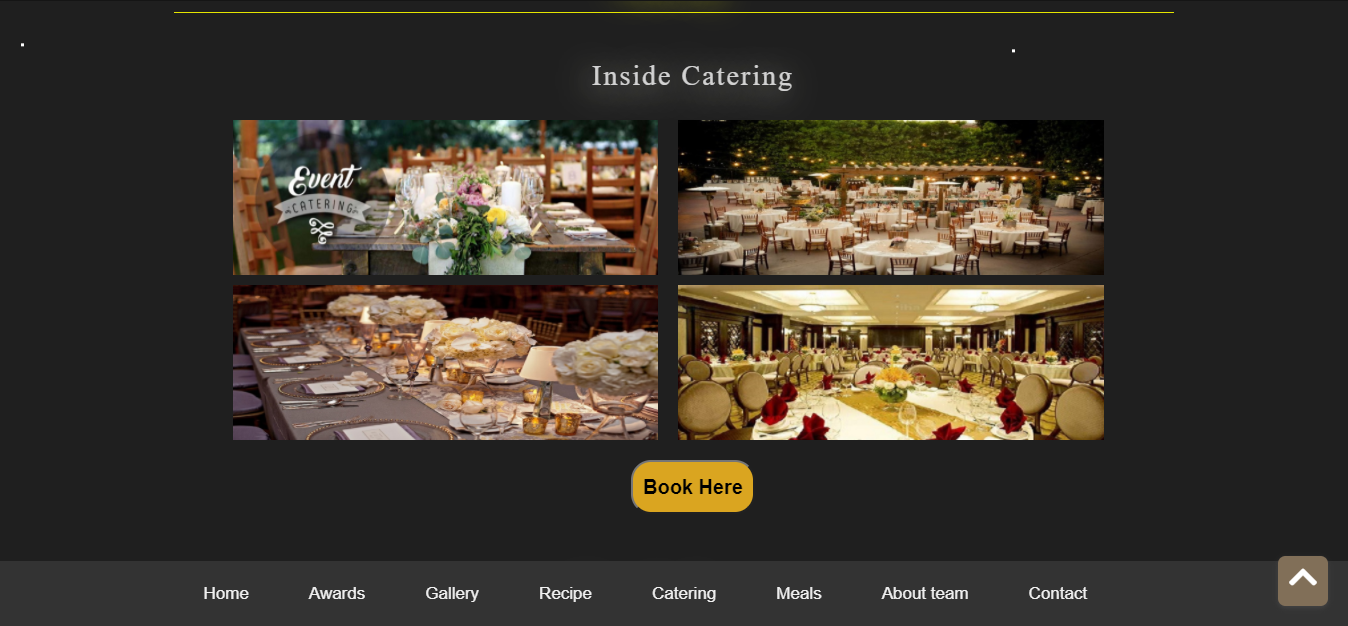 Inside Catering
Event
CATERING
Book Here
Home Awards Gallery Recipe Catering Meals About team Contact